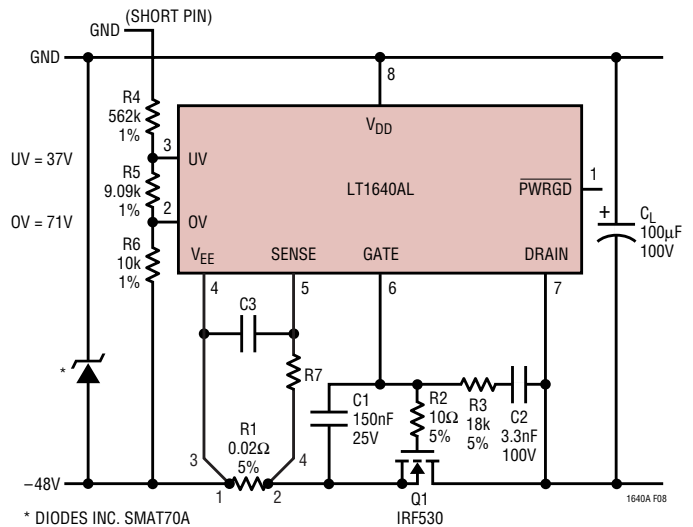 (SHORT PIN)
GND
GND
8
R4
562k
1%
V_DD
3
UV = 37V
UV
R5
9.09k
1%
LT1640AL
PWRGD
1
2
OV = 71V
OV
R6
10k
1%
+
C_L
100µF
100V
V_EE
SENSE
GATE
DRAIN
4
5
6
7
C3
R7
*
C1
150nF
25V
R2
10Ω
5%
R3
18k
5%
C2
3.3nF
100V
R1
0.02Ω
5%
3
4
–48V
1
2
Q1
IRF530
1640A F08
* DIODES INC. SMAT70A